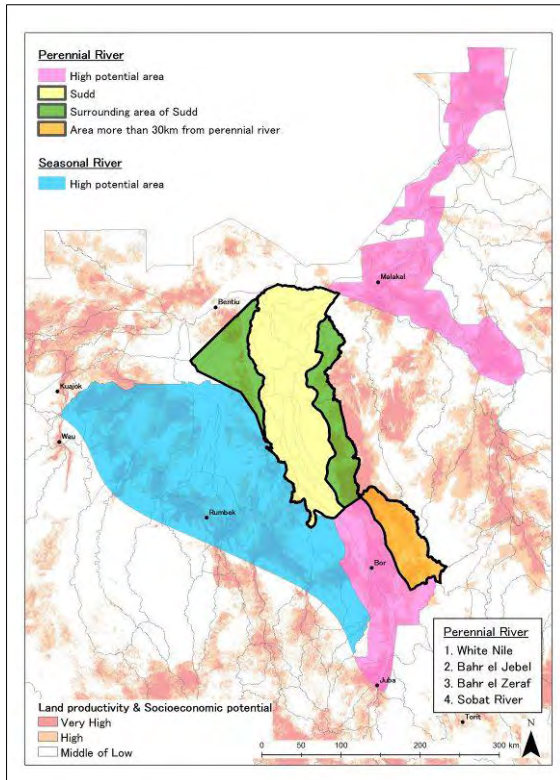 Perennial River
High potential area
Sudd
Surrounding area of Sudd
Area more than 30km from perennial river
Seasonal River
High potential area
Malakal
Bentiu
Kuajok
Wau
Rumbek
Bor
Juba
Torit
Perennial River
1. White Nile
2. Bahr el Jebel
3. Bahr el Zeraf
4. Sobat River
Land productivity & Socioeconomic potential
Very High
High
Middle of Low
0 50 100 200 300 km
N